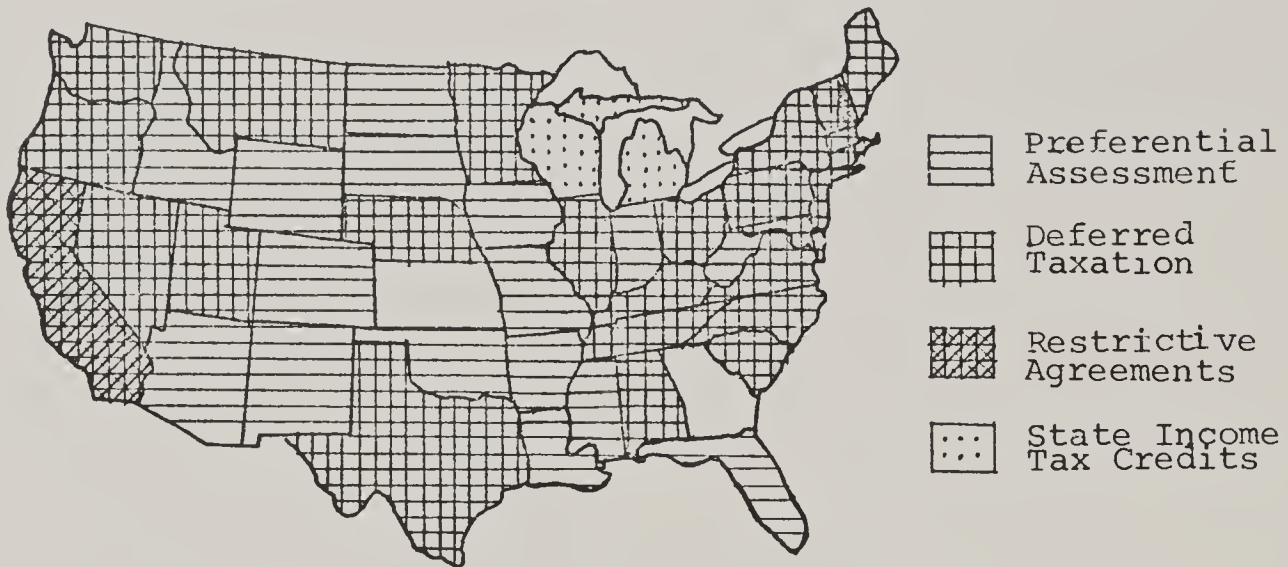 Preferential
Assessment
Deferred
Taxation
Restrictive
Agreements
State Income
Tax Credits